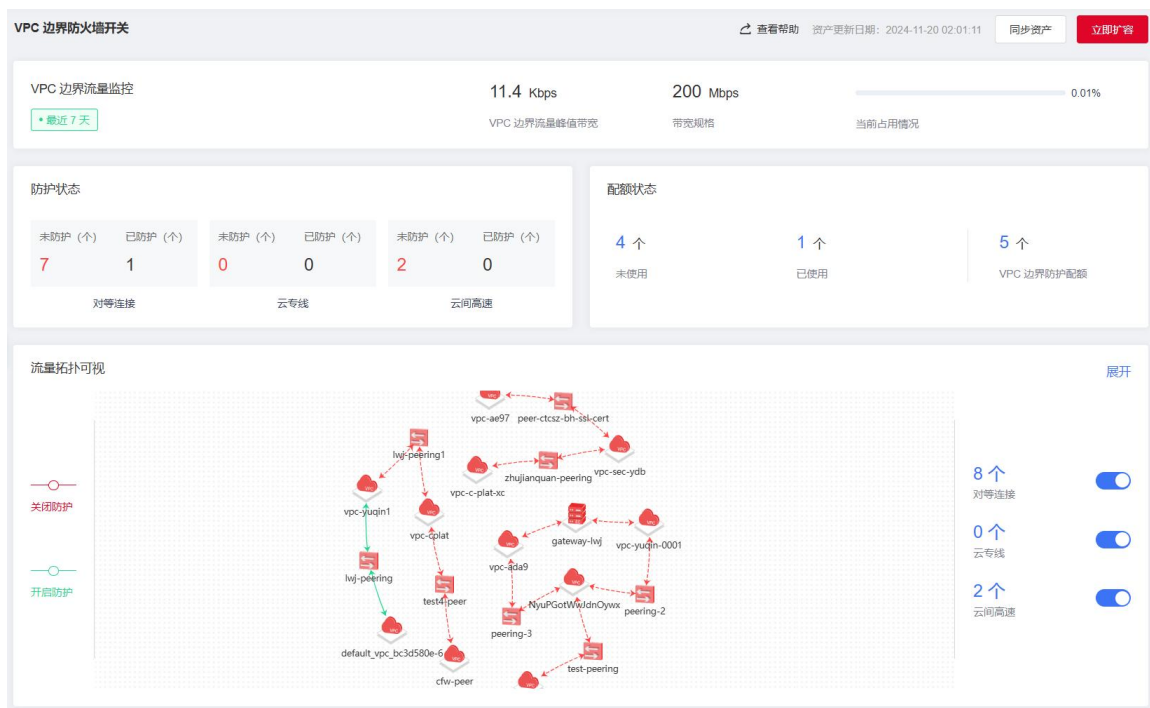 VPC 边界防火墙开关
查看帮助 资产更新日期：2024-11-20 02:01:11 同步资产 立即扩容
VPC 边界流量监控
最近 7 天
11.4 Kbps
VPC 边界流量峰值带宽
200 Mbps
带宽规格
0.01%
当前占用情况
防护状态
未防护（个） 已防护（个） 未防护（个） 已防护（个） 未防护（个） 已防护（个）
7 1 0 0 2 0
对等连接 云专线 云间高速
配额状态
4 个 1 个 5 个
未使用 已使用 VPC 边界防护配额
流量拓扑可视
展开
关闭防护
开启防护
vpc-ae97 peer-ctcsz-bh-ssl-cert
lwj-peering1
zhujianquan-peering vpc-sec-ydb
vpc-c-plat-xc
vpc-yuqin1
vpc-cplat
gateway-lwj vpc-yuqin-0001
vpc-ada9
lwj-peering
test4-peer
NyuPGotWwJdnOywx peering-2
peering-3
default_vpc_bc3d580e-6
cfw-peer
test-peering
8 个
对等连接
0 个
云专线
2 个
云间高速